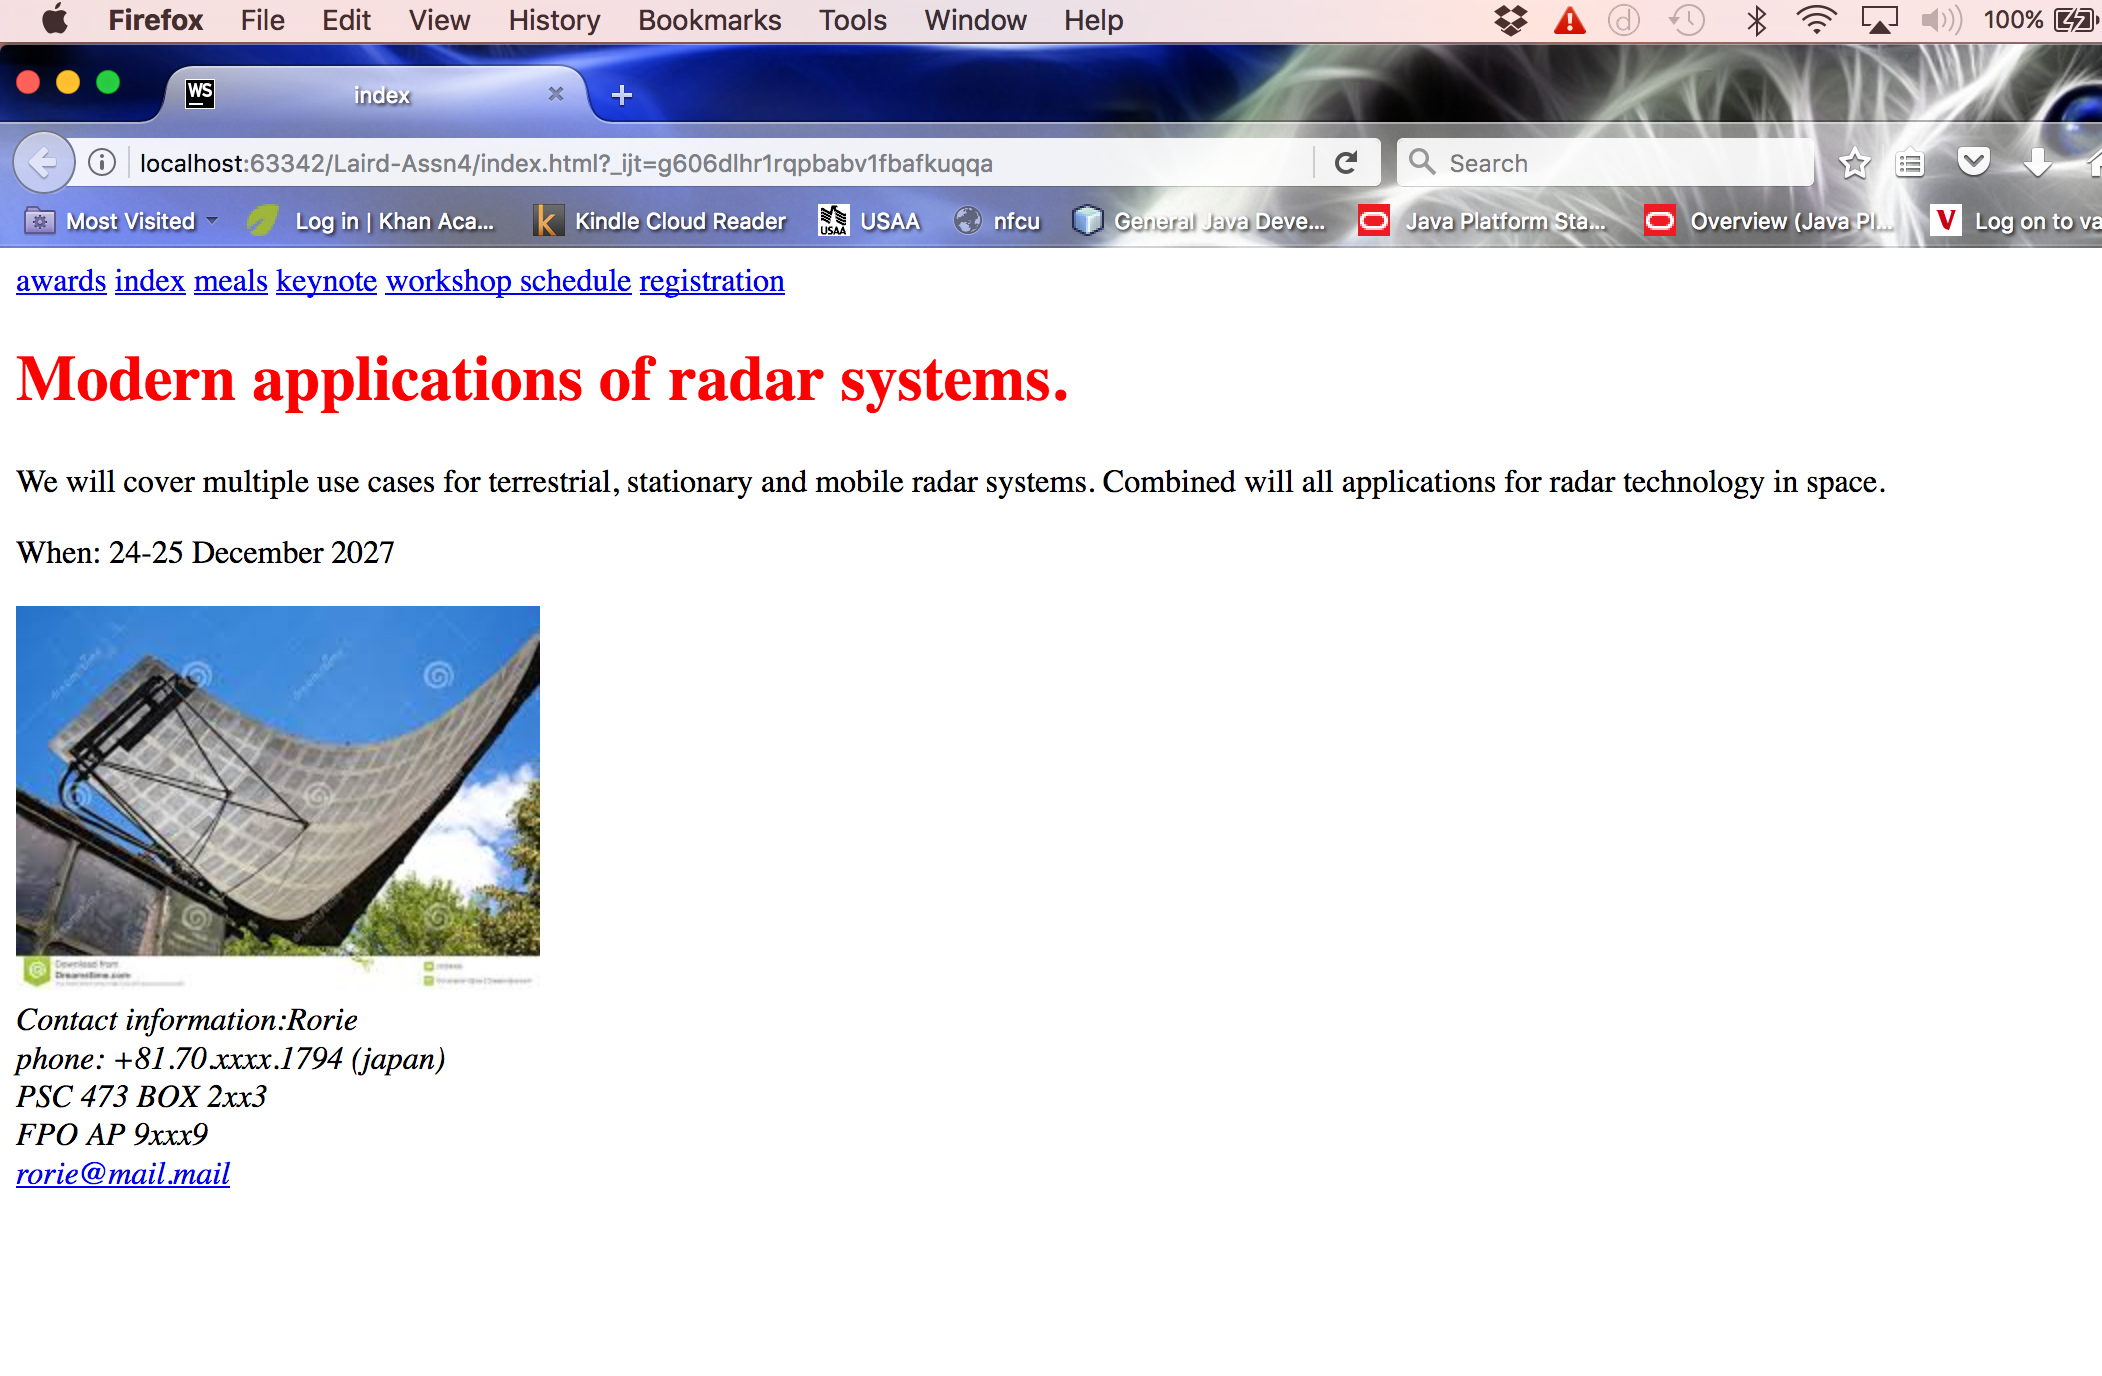 Firefox File Edit View History Bookmarks Tools Window Help 100%
WS index
localhost:63342/Laird-Assn4/index.html?_ijt=g606dlhr1rqpbabv1fbafkuqqa Search
Most Visited Log in | Khan Aca... Kindle Cloud Reader USAA USAA nfcu General Java Deve... Java Platform Sta... Overview (Java Pl... V Log on to va
awards index meals keynote workshop schedule registration
Modern applications of radar systems.
We will cover multiple use cases for terrestrial, stationary and mobile radar systems. Combined will all applications for radar technology in space.
When: 24-25 December 2027
Download from
Dreamstime.com
Contact information:Rorie
phone: +81.70.xxxx.1794 (japan)
PSC 473 BOX 2xx3
FPO AP 9xxx9
rorie@mail.mail